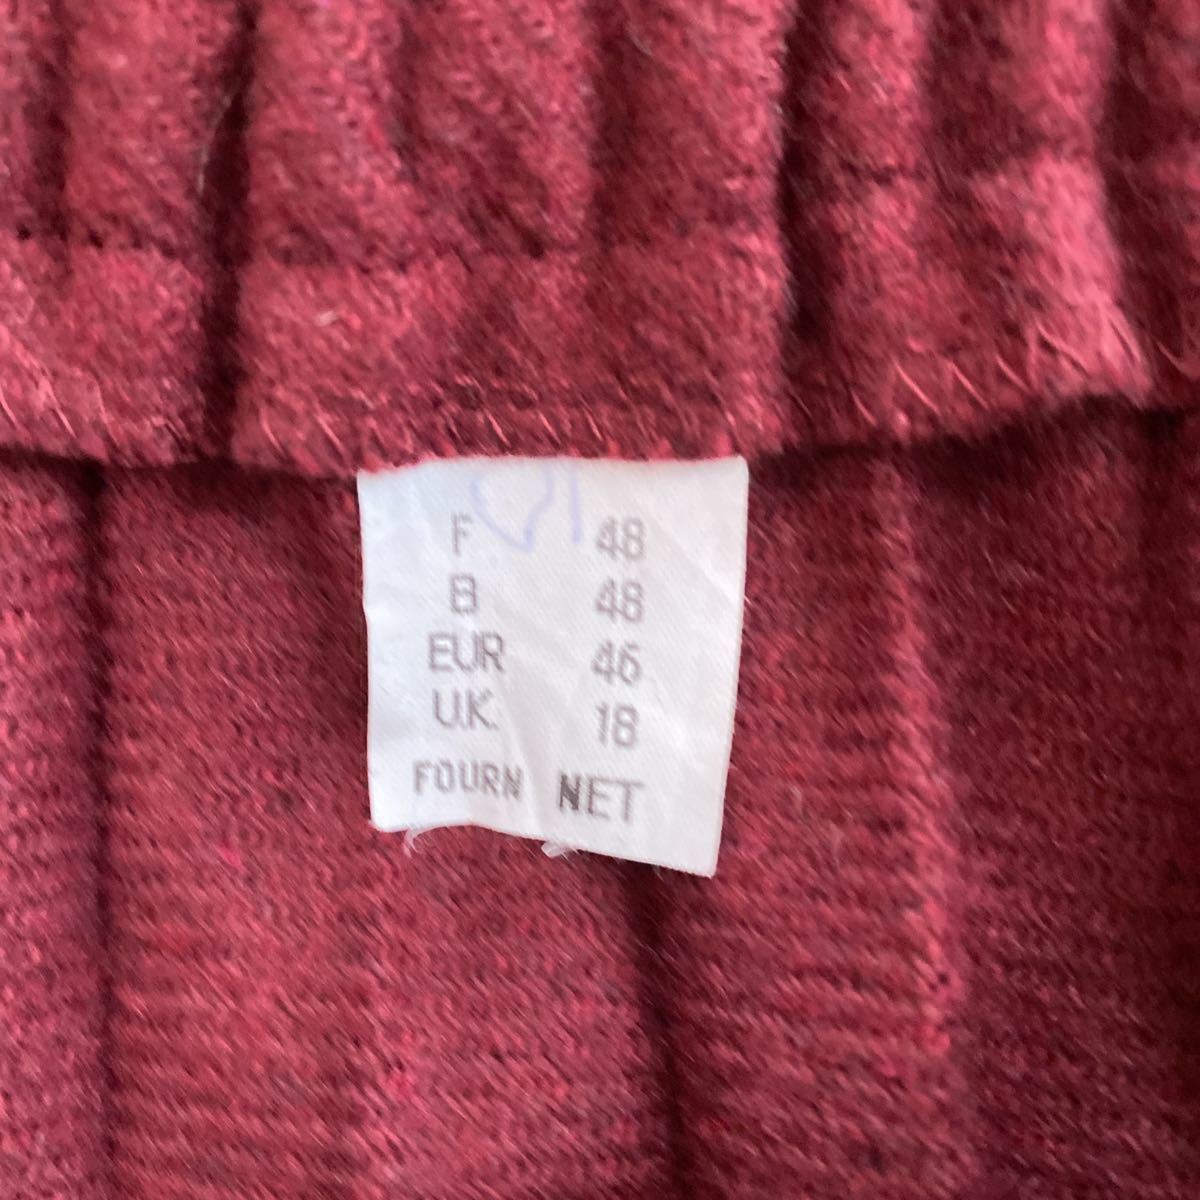 F 48
B 48
EUR 46
U.K. 18
FOURN NET